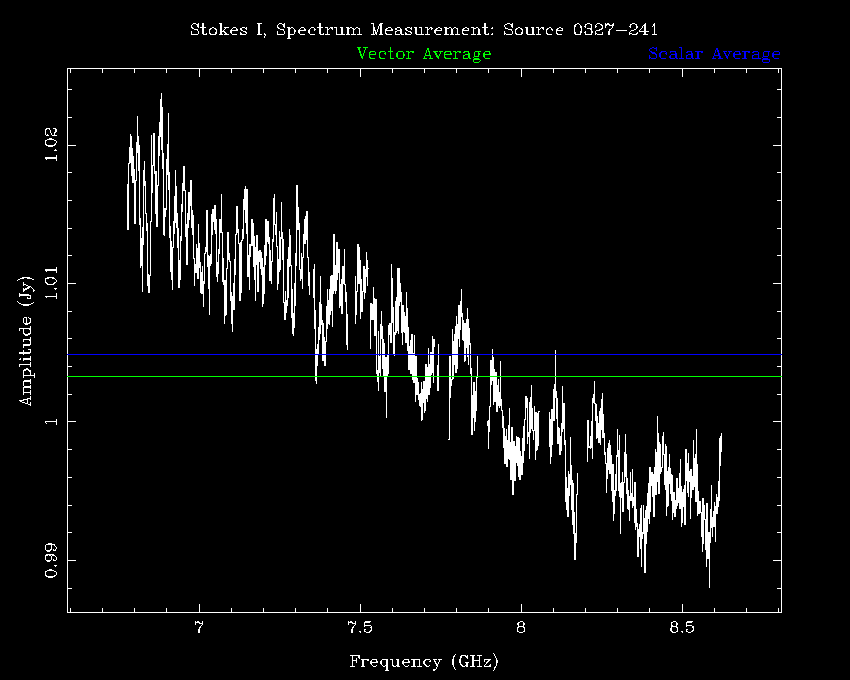 Stokes I, Spectrum Measurement: Source 0327−241
Vector Average Scalar Average
Amplitude (Jy)
1.02
1.01
1
0.99
7 7.5 8 8.5
Frequency (GHz)